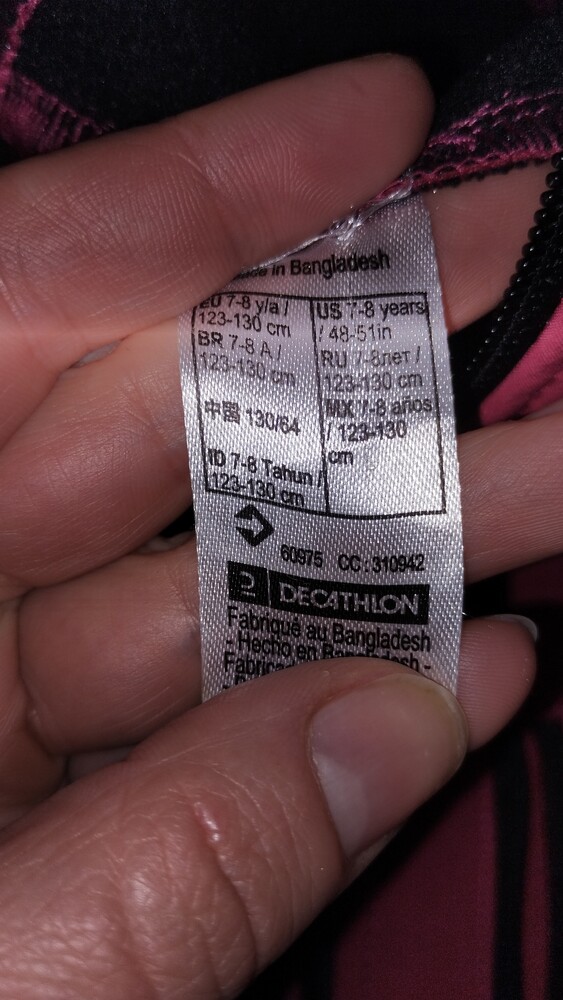 in Bangladesh
EU 7-8 y/a /
123-130 cm
BR 7-8 A /
123-130 cm
中國 130/64
ID 7-8 Tahun /
123-130 cm
US 7-8 years
/ 48-51in
RU 7-8лет /
123-130 cm
MX 7-8 años
/ 123-130
cm
60975 CC:310942
DECATHLON
Fabriqué au Bangladesh
- Hecho en Bangladesh -